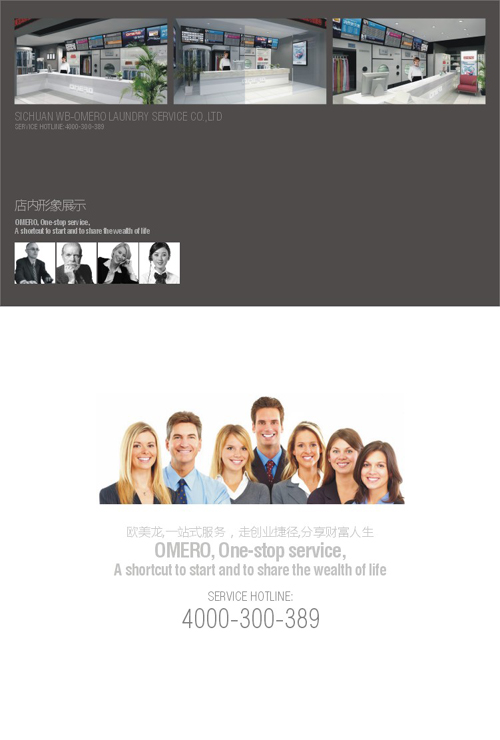 SICHUAN WB-OMERO LAUNDRY SERVICE CO.,LTD
SERVICE HOTLINE:4000-300-389
店内形象展示
OMERO, One-stop service,
A shortcut to start and to share the wealth of life
欧美龙,一站式服务，走创业捷径,分享财富人生
OMERO, One-stop service,
A shortcut to start and to share the wealth of life
SERVICE HOTLINE:
4000-300-389